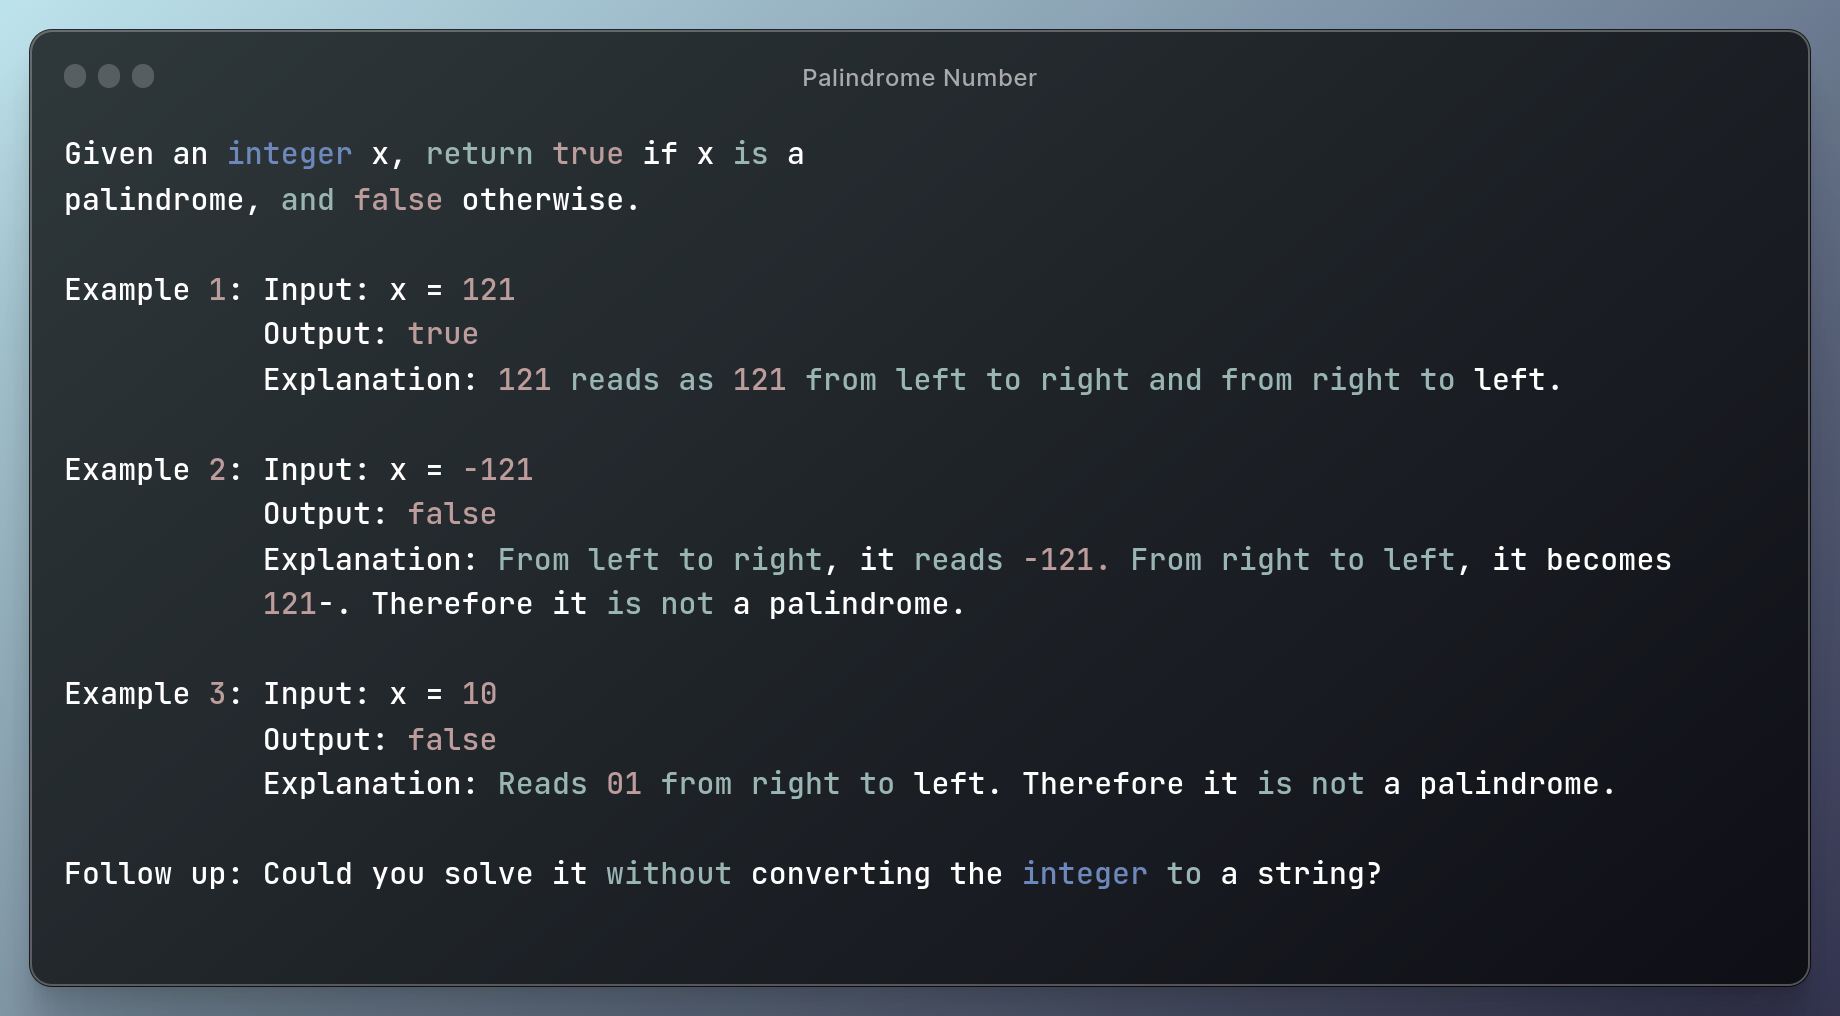 Palindrome Number
Given an integer x, return true if x is a
palindrome, and false otherwise.
Example 1: Input: x = 121
Output: true
Explanation: 121 reads as 121 from left to right and from right to left.
Example 2: Input: x = -121
Output: false
Explanation: From left to right, it reads -121. From right to left, it becomes
121-. Therefore it is not a palindrome.
Example 3: Input: x = 10
Output: false
Explanation: Reads 01 from right to left. Therefore it is not a palindrome.
Follow up: Could you solve it without converting the integer to a string?